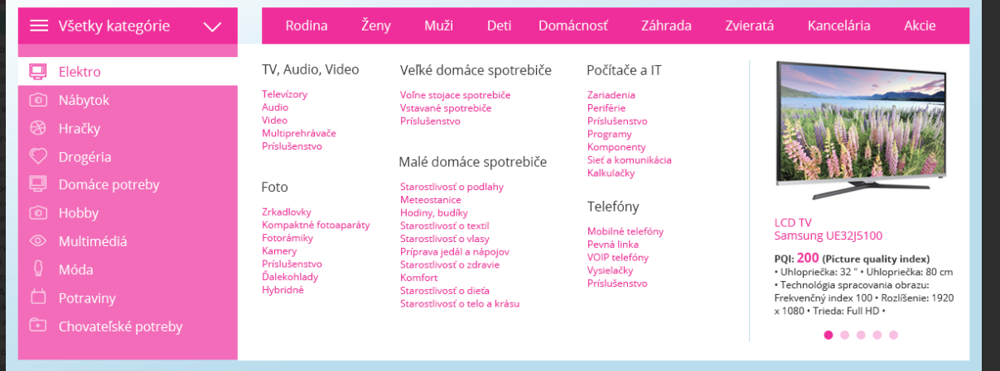 Všetky kategórie
Rodina Ženy Muži Deti Domácnosť Záhrada Zvieratá Kancelária Akcie
Elektro
Nábytok
Hračky
Drogéria
Domáce potreby
Hobby
Multimédiá
Móda
Potraviny
Chovateľské potreby
TV, Audio, Video
Televízory
Audio
Video
Multiprehrávače
Príslušenstvo
Foto
Zrkadlovky
Kompaktné fotoaparáty
Fotorámiky
Kamery
Príslušenstvo
Ďalekohlady
Hybridné
Veľké domáce spotrebiče
Voľne stojace spotrebiče
Vstavané spotrebiče
Príslušenstvo
Malé domáce spotrebiče
Starostlivosť o podlahy
Meteostanice
Hodiny, budíky
Starostlivosť o textil
Starostlivosť o vlasy
Príprava jedál a nápojov
Starostlivosť o zdravie
Komfort
Starostlivosť o dieťa
Starostlivosť o telo a krásu
Počítače a IT
Zariadenia
Periférie
Príslušenstvo
Programy
Komponenty
Sieť a komunikácia
Kalkulačky
Telefóny
Mobilné telefóny
Pevná linka
VOIP telefóny
Vysielačky
Príslušenstvo
LCD TV
Samsung UE32J5100
PQI: 200 (Picture quality index)
• Uhlopriečka: 32 " • Uhlopriečka: 80 cm
• Technológia spracovania obrazu:
Frekvenčný index 100 • Rozlíšenie: 1920
x 1080 • Trieda: Full HD •